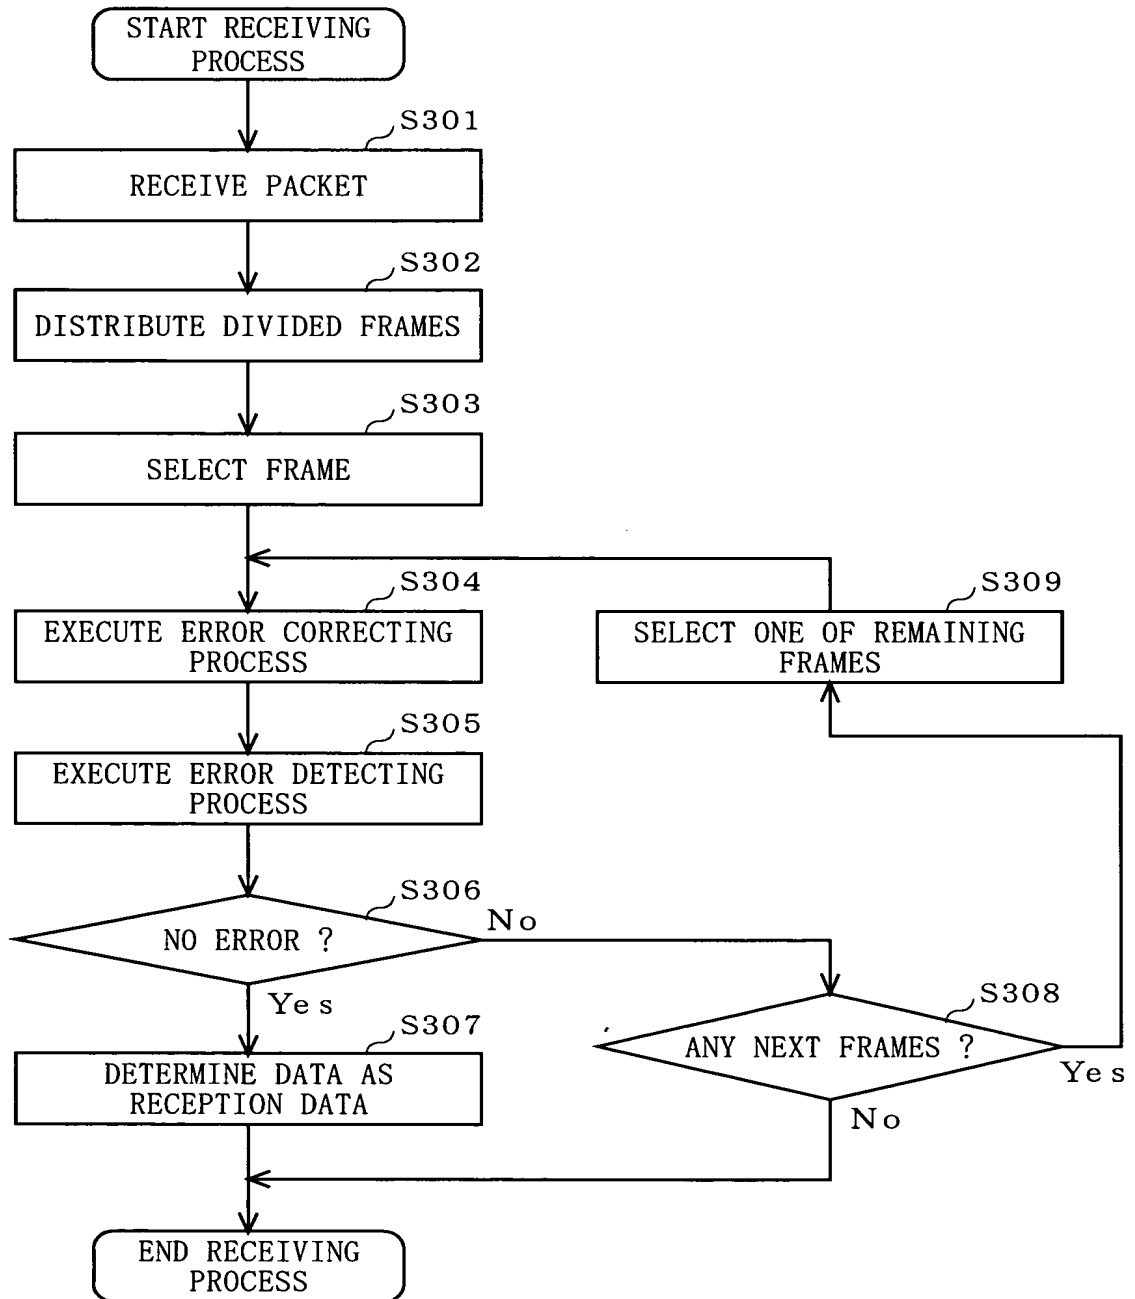 START RECEIVING
PROCESS
S301
RECEIVE PACKET
S302
DISTRIBUTE DIVIDED FRAMES
S303
SELECT FRAME
S304
EXECUTE ERROR CORRECTING
PROCESS
S309
SELECT ONE OF REMAINING
FRAMES
S305
EXECUTE ERROR DETECTING
PROCESS
S306
NO ERROR ?
No
Yes
S308
ANY NEXT FRAMES ?
Yes
No
S307
DETERMINE DATA AS
RECEPTION DATA
END RECEIVING
PROCESS